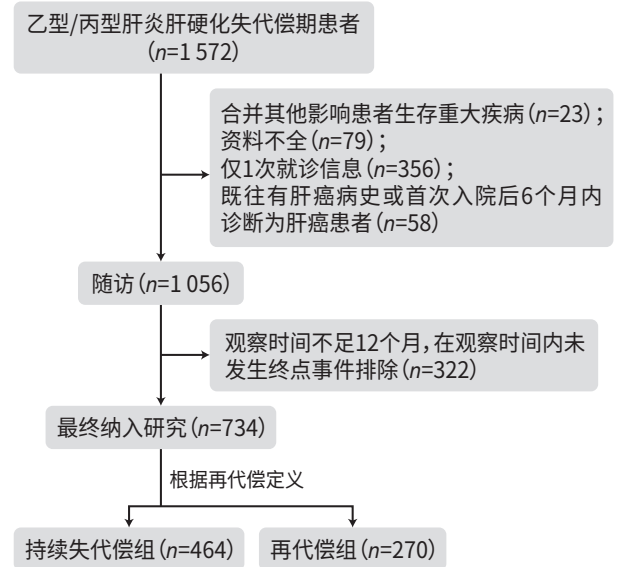 乙型/丙型肝炎肝硬化失代偿期患者
(n=1 572)
合并其他影响患者生存重大疾病(n=23)；
资料不全(n=79)；
仅1次就诊信息(n=356)；
既往有肝癌病史或首次入院后6个月内
诊断为肝癌患者(n=58)
随访(n=1 056)
观察时间不足12个月，在观察时间内未
发生终点事件排除(n=322)
最终纳入研究(n=734)
根据再代偿定义
持续失代偿组(n=464)
再代偿组(n=270)